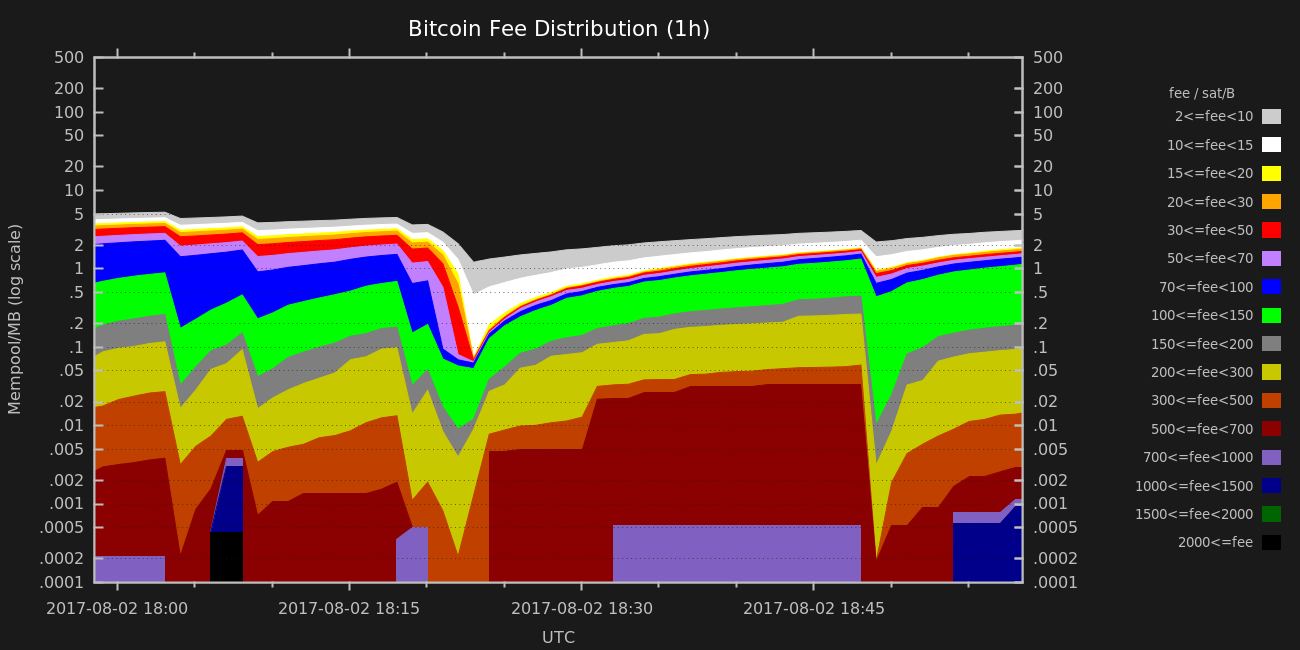 Bitcoin Fee Distribution (1h)
Mempool/MB (log scale)
500
200
100
50
20
10
5
2
1
.5
.2
.1
.05
.02
.01
.005
.002
.001
.0005
.0002
.0001
500
200
100
50
20
10
5
2
1
.5
.2
.1
.05
.02
.01
.005
.002
.001
.0005
.0002
.0001
2017-08-02 18:00 2017-08-02 18:15 2017-08-02 18:30 2017-08-02 18:45
UTC
fee / sat/B
2<=fee<10
10<=fee<15
15<=fee<20
20<=fee<30
30<=fee<50
50<=fee<70
70<=fee<100
100<=fee<150
150<=fee<200
200<=fee<300
300<=fee<500
500<=fee<700
700<=fee<1000
1000<=fee<1500
1500<=fee<2000
2000<=fee